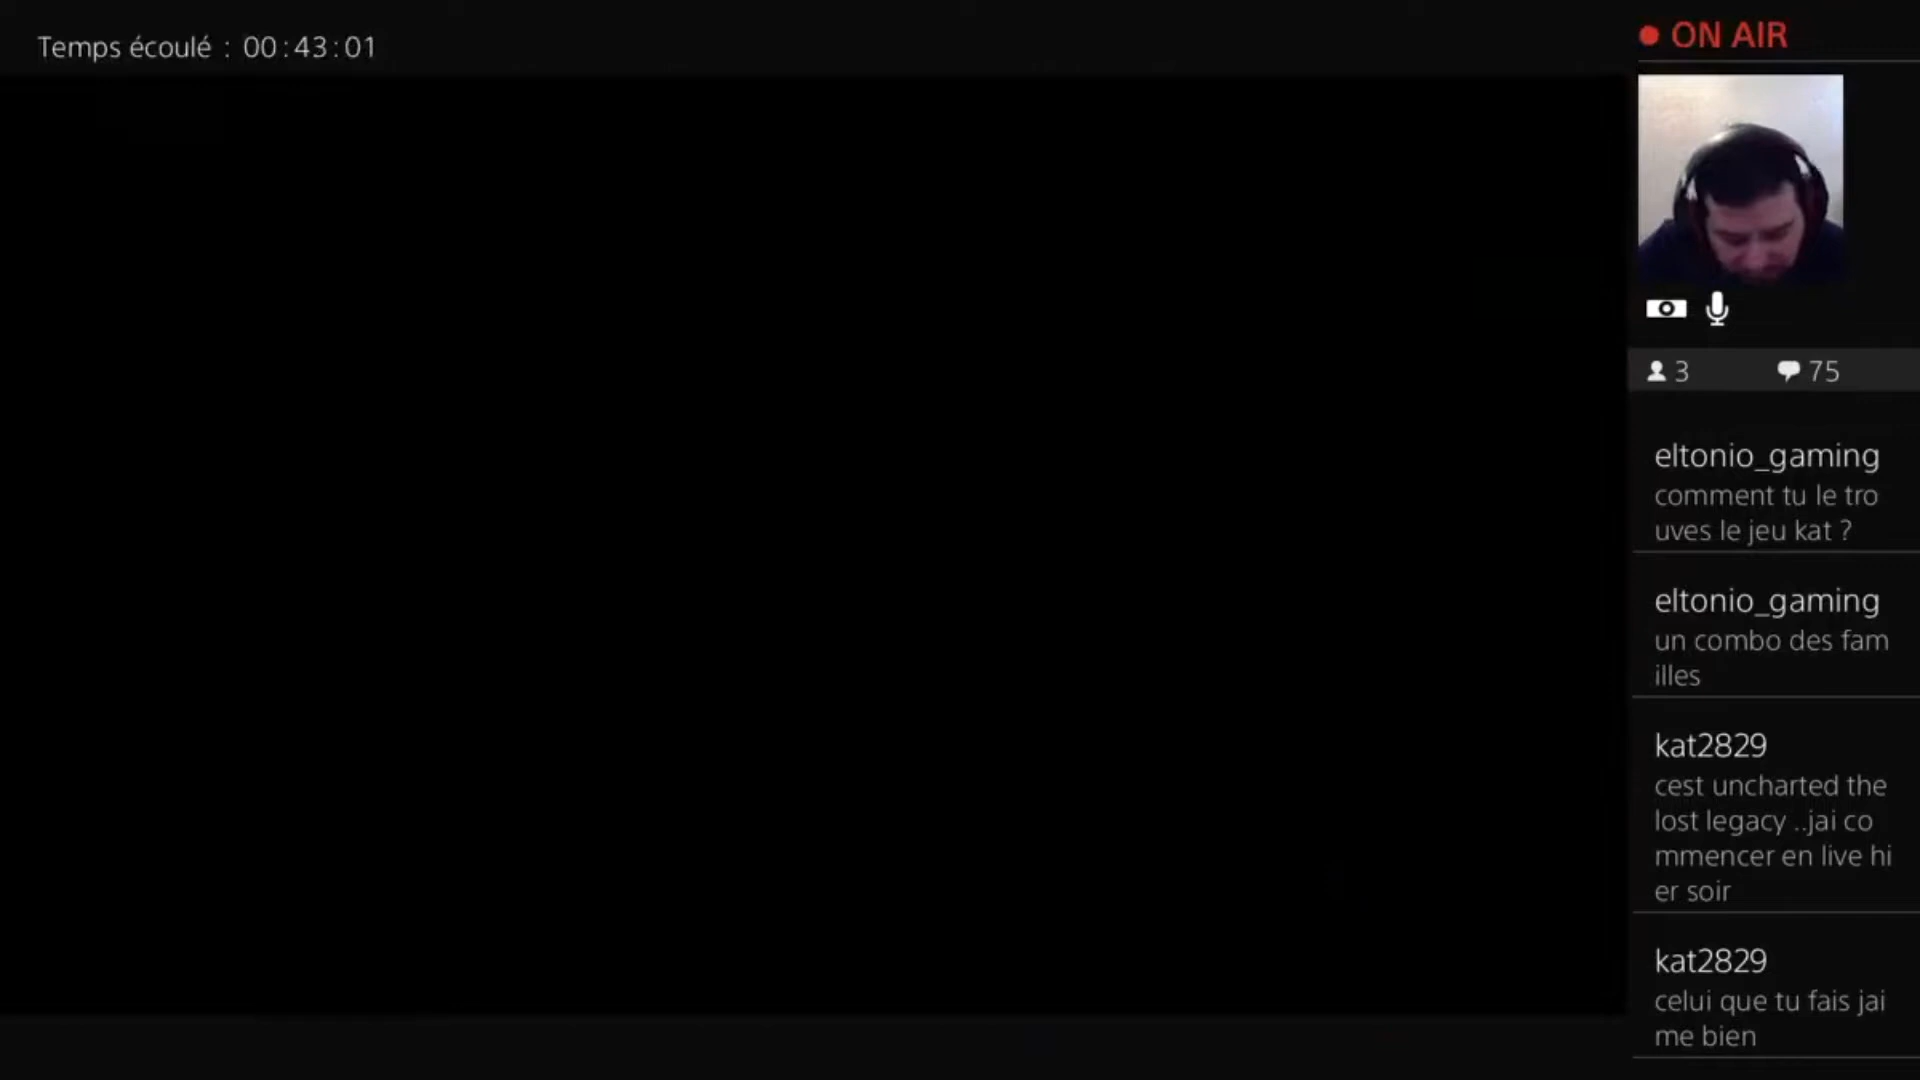 Temps écoulé : 00:43:01
ON AIR
3 75
eltonio_gaming
comment tu le tro
uves le jeu kat ?
eltonio_gaming
un combo des fam
illes
kat2829
cest uncharted the
lost legacy ..jai co
mmencer en live hi
er soir
kat2829
celui que tu fais jai
me bien